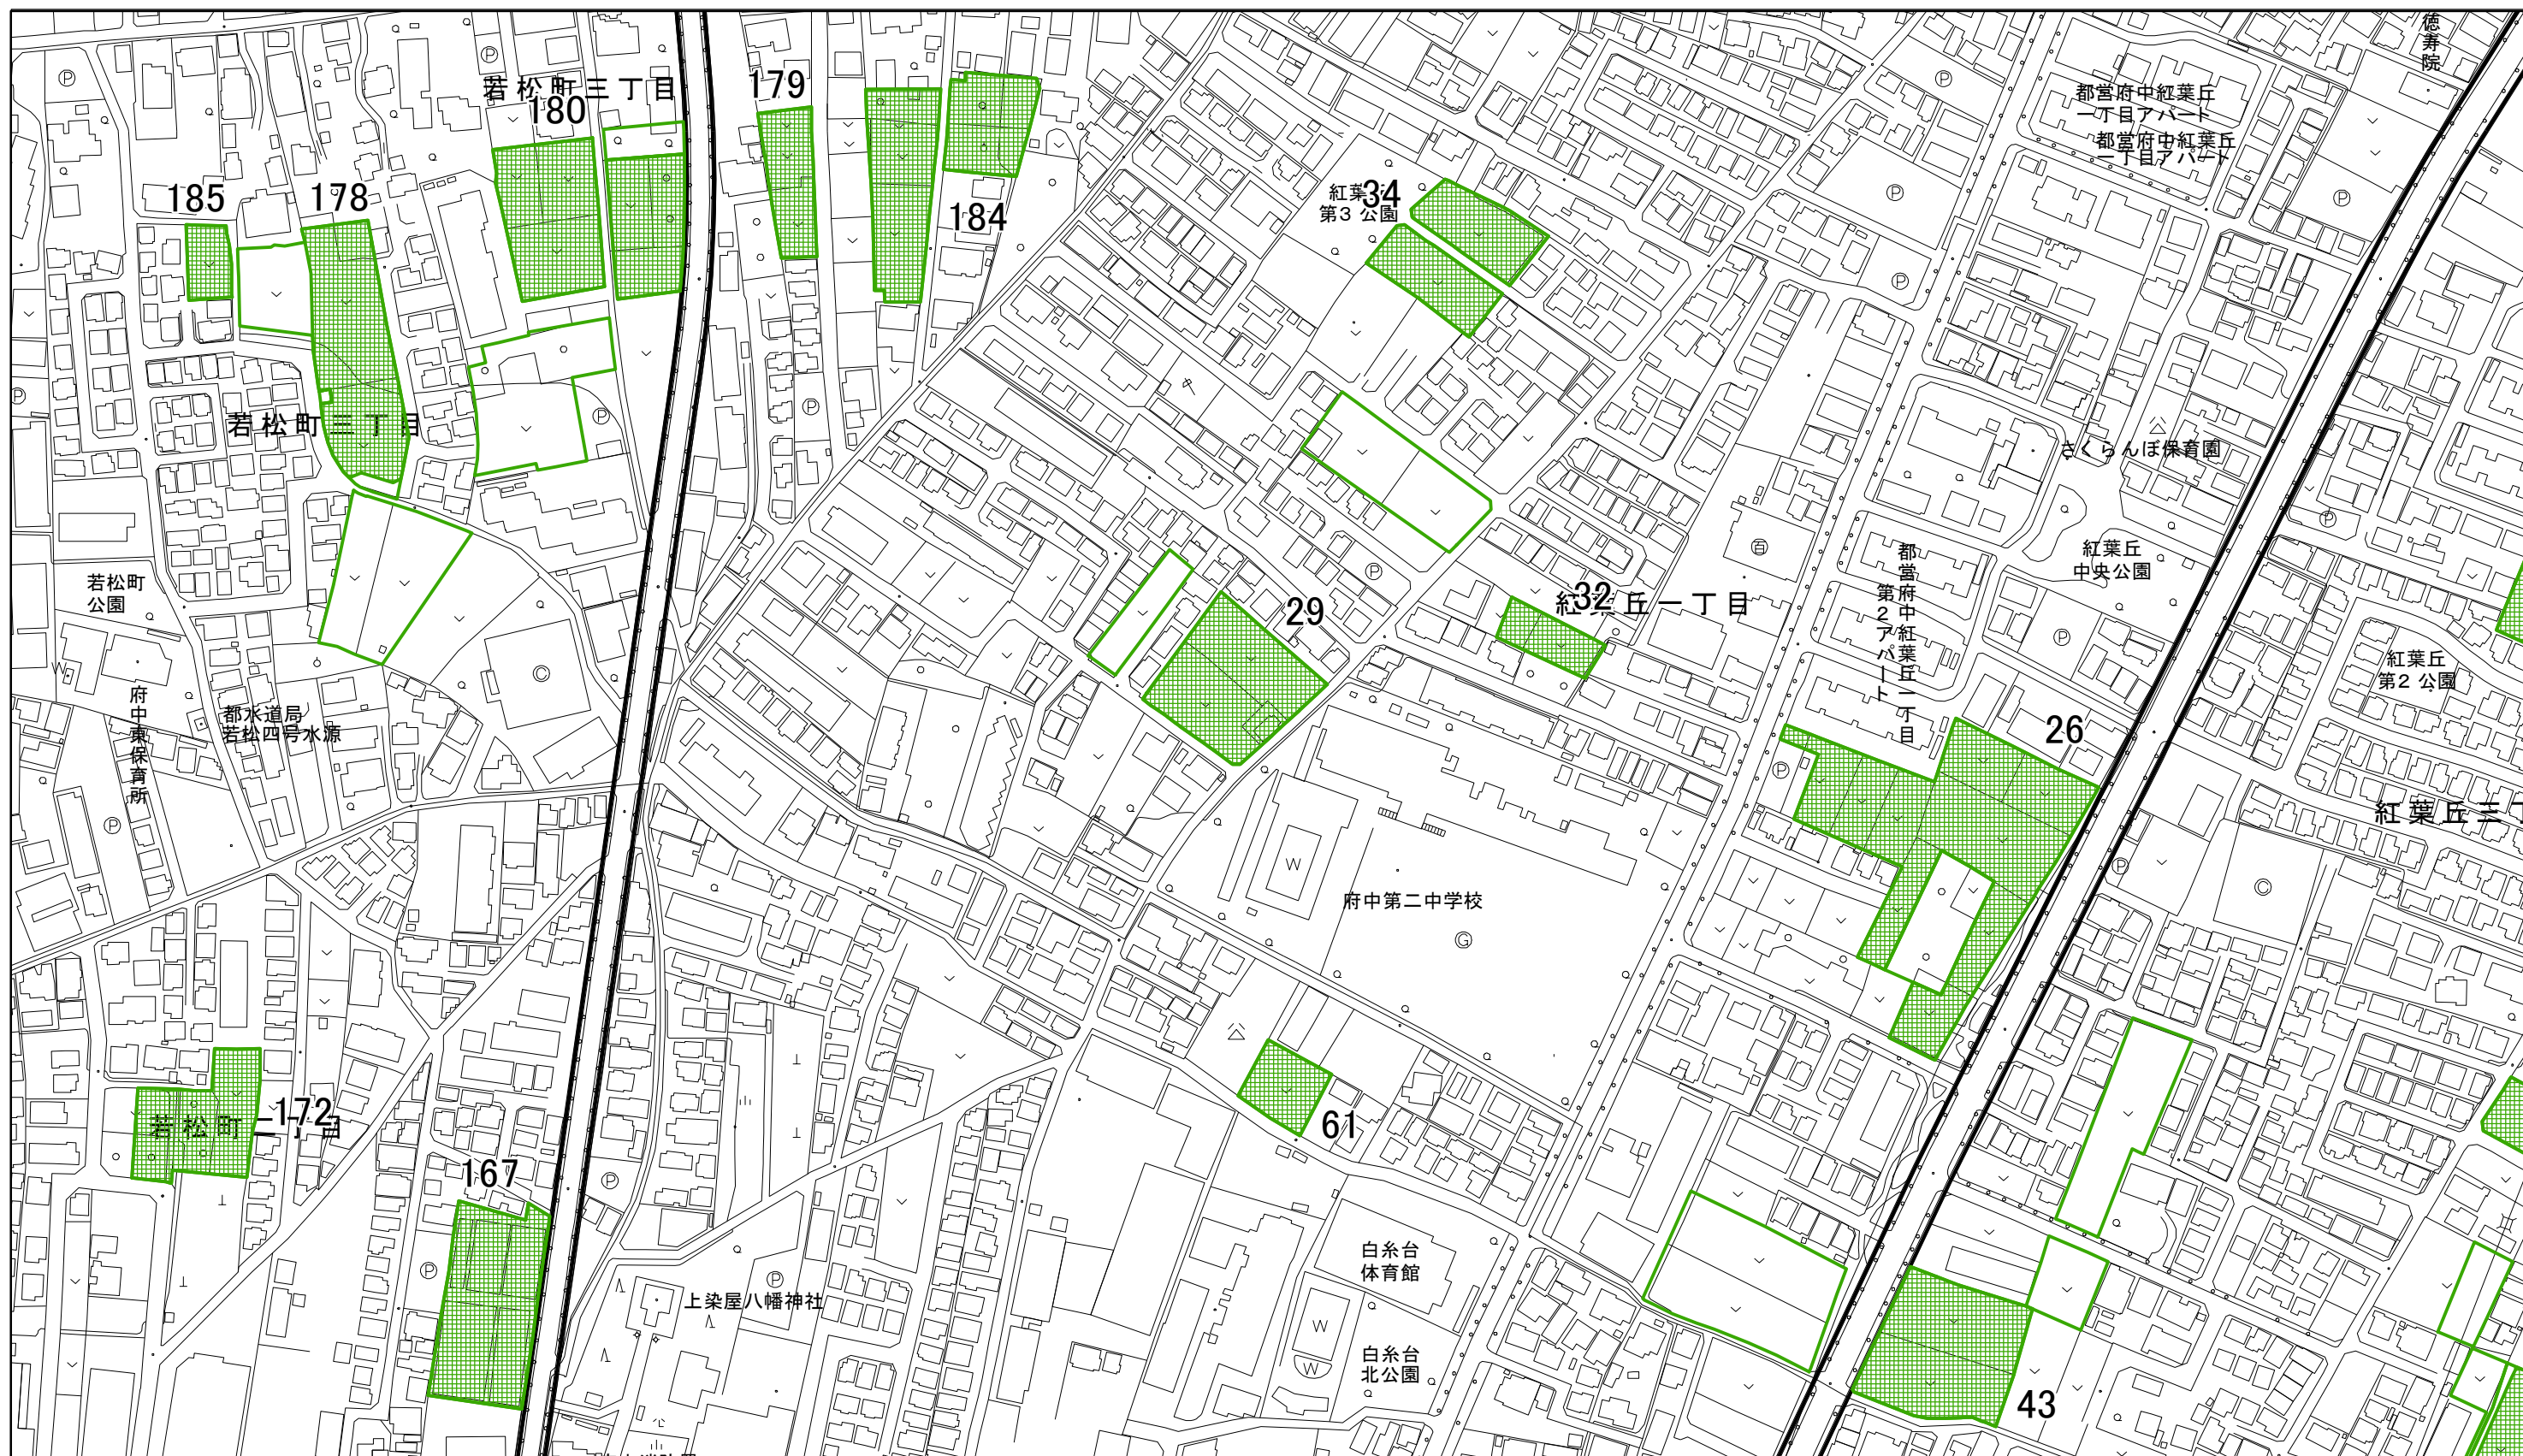 徳寿院
若松町三丁目
180
179
都営府中紅葉丘
一丁目アパート
都営府中紅葉丘
一丁目アパート
185
178
184
34
第3 公園
若松町三丁目
さくらんぼ保育園
紅葉丘
中央公園
都営府中紅葉丘一丁目
第2アパート
若松町
公園
29
32
紅葉丘一丁目
紅葉丘
第2 公園
府中東保育所
都水道局
若松四号水源
26
紅葉丘三丁
府中第二中学校
172
61
167
白糸台
体育館
上染屋八幡神社
白糸台
北公園
43